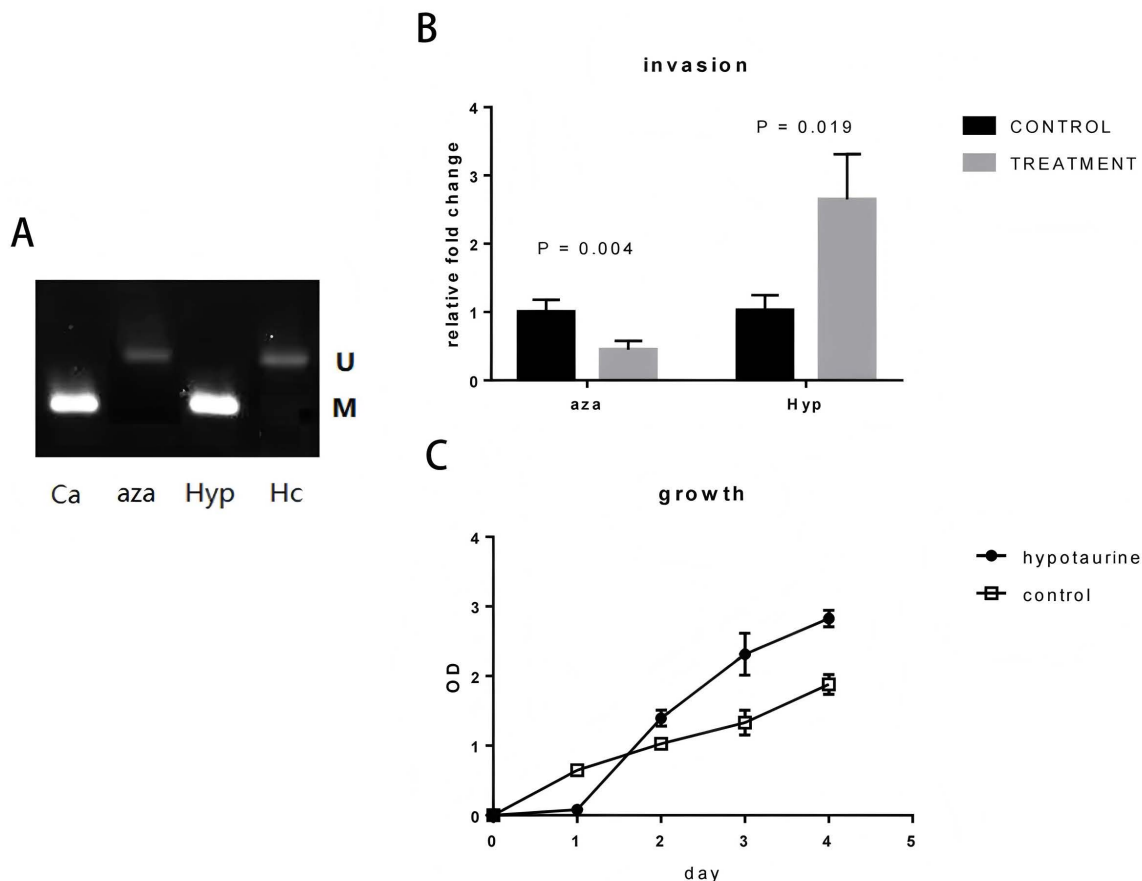 A
U
M
Ca aza Hyp Hc
B
invasion
relative fold change
4
3
2
1
0
P = 0.004
P = 0.019
aza Hyp
CONTROL
TREATMENT
C
growth
OD
4
3
2
1
0
0 1 2 3 4 5
day
hypotaurine
control